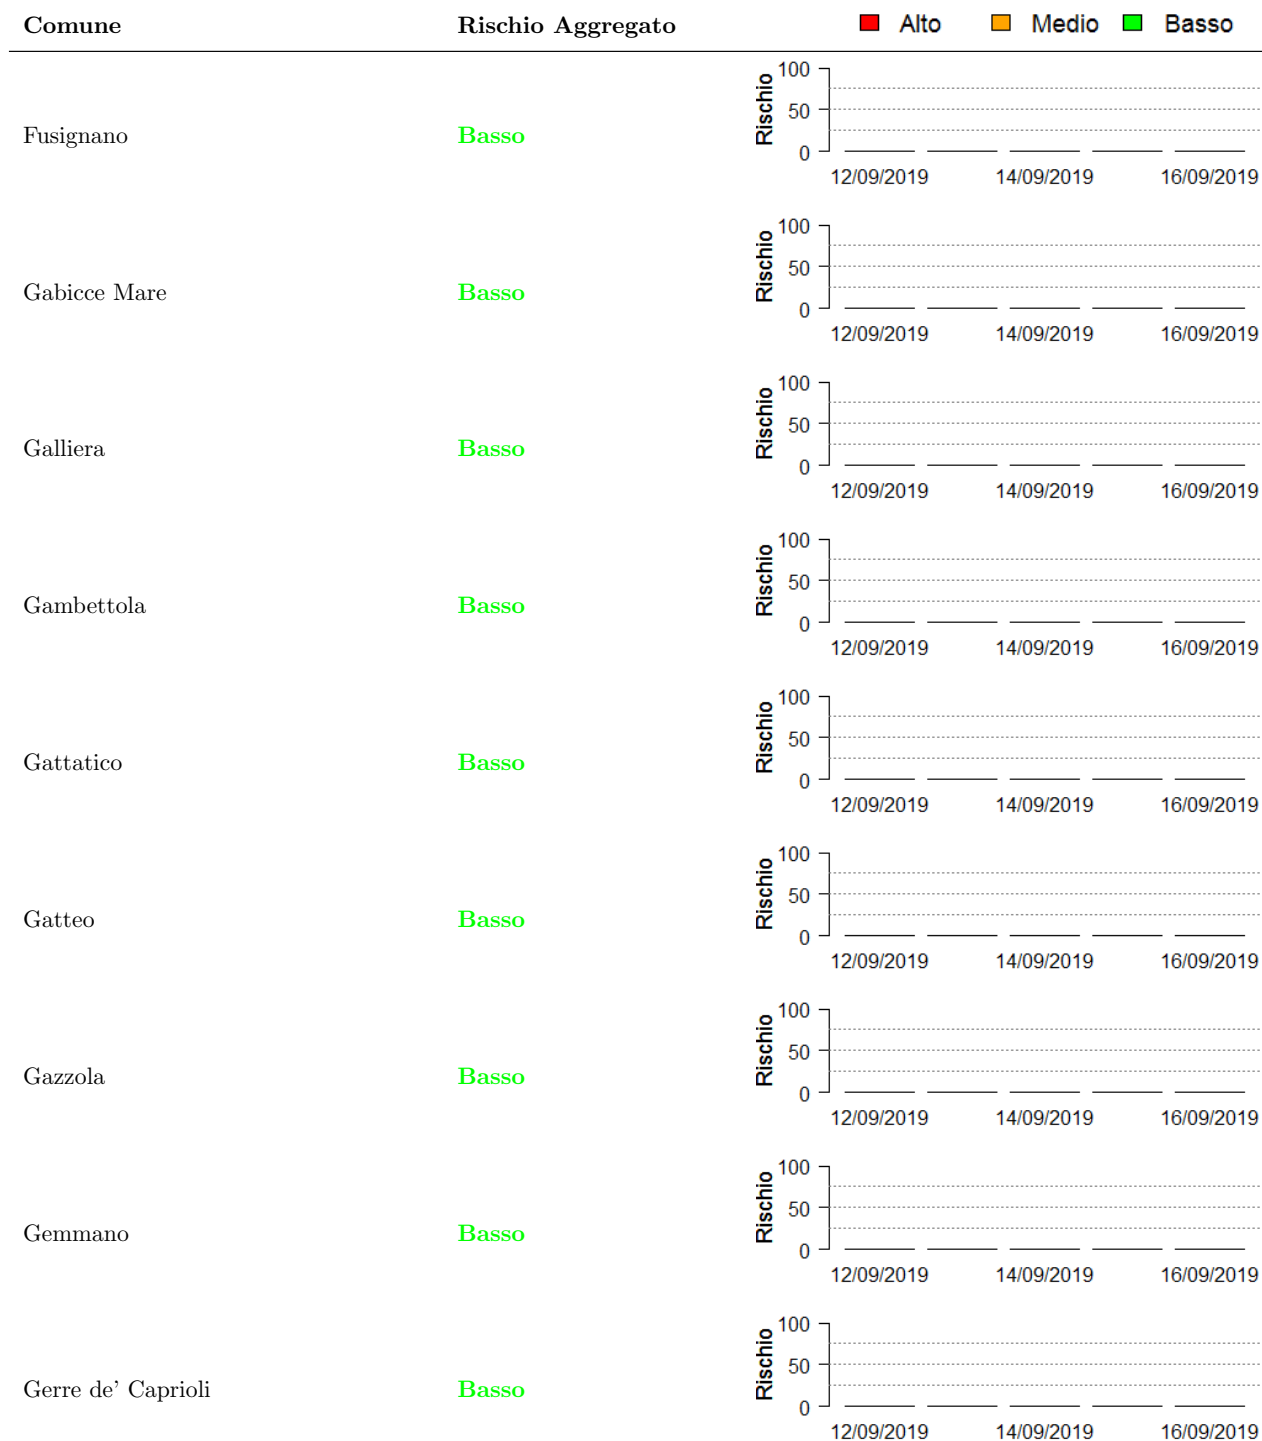 Comune Rischio Aggregato Alto Medio Basso
Fusignano Basso Rischio 100 50 0
12/09/2019 14/09/2019 16/09/2019
Gabicce Mare Basso Rischio 100 50 0
12/09/2019 14/09/2019 16/09/2019
Galliera Basso Rischio 100 50 0
12/09/2019 14/09/2019 16/09/2019
Gambettola Basso Rischio 100 50 0
12/09/2019 14/09/2019 16/09/2019
Gattatico Basso Rischio 100 50 0
12/09/2019 14/09/2019 16/09/2019
Gatteo Basso Rischio 100 50 0
12/09/2019 14/09/2019 16/09/2019
Gazzola Basso Rischio 100 50 0
12/09/2019 14/09/2019 16/09/2019
Gemmano Basso Rischio 100 50 0
12/09/2019 14/09/2019 16/09/2019
Gerre de' Caprioli Basso Rischio 100 50 0
12/09/2019 14/09/2019 16/09/2019